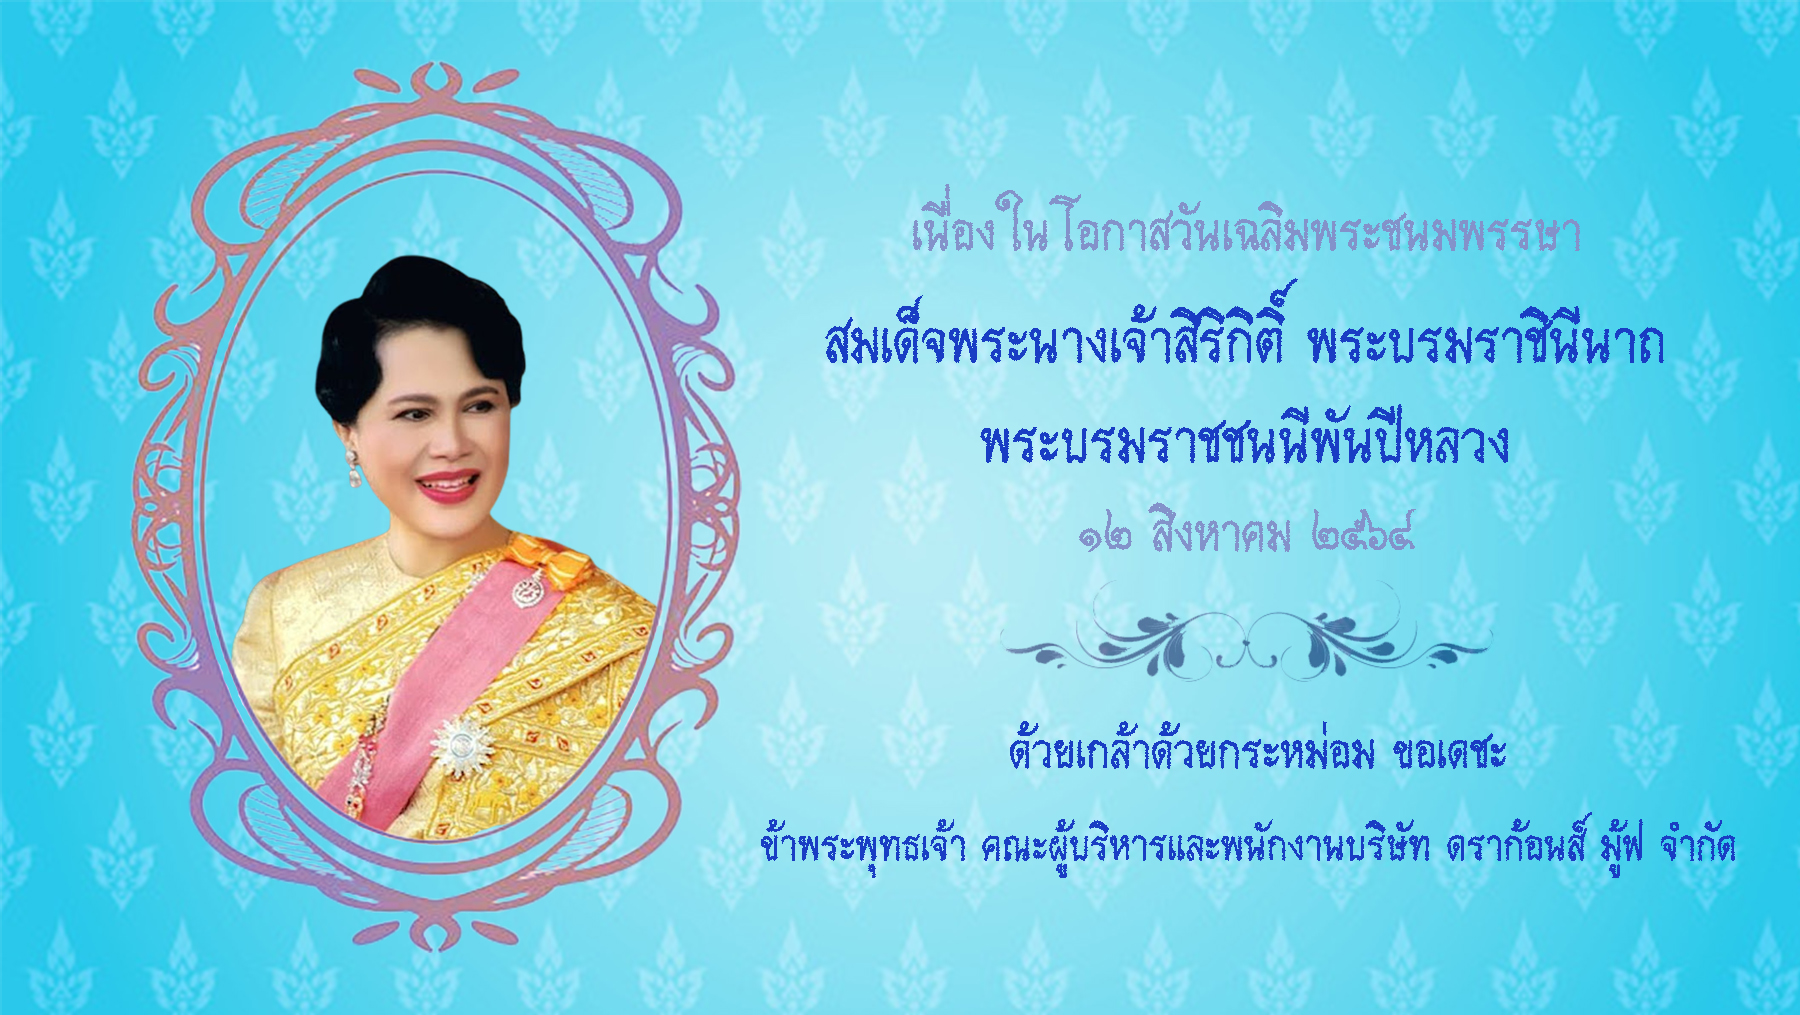 เนื่องในโอกาสวันเฉลิมพระชนมพรรษา
สมเด็จพระนางเจ้าสิริกิติ์ พระบรมราชินีนาถ
พระบรมราชชนนีพันปีหลวง
๑๒ สิงหาคม ๒๕๖๔
ด้วยเกล้าด้วยกระหม่อม ขอเดชะ
ข้าพระพุทธเจ้า คณะผู้บริหารและพนักงานบริษัท ดราก้อนส์ มู้ฟ จำกัด